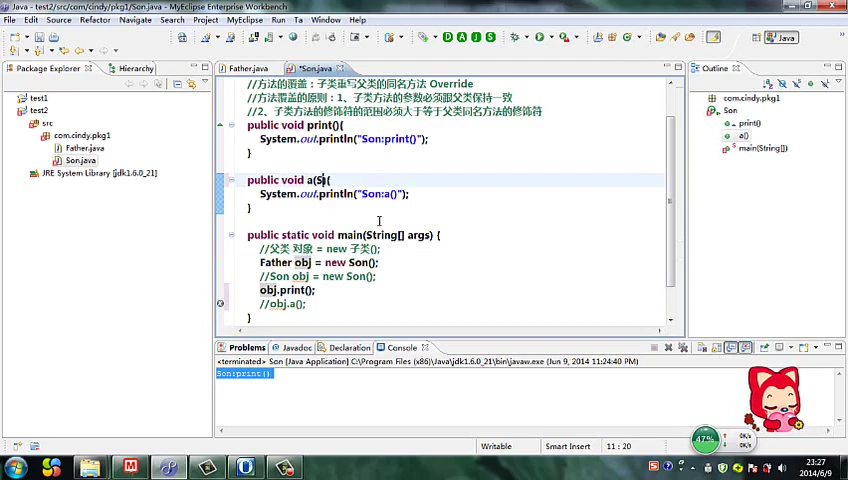 Java - test2/src/com/cindy/pkg1/Son.java - MyEclipse Enterprise Workbench
File Edit Source Refactor Navigate Search Project MyEclipse Run Tools Window Help
Java
Package Explorer Hierarchy
test1
test2
src
com.cindy.pkg1
Father.java
Son.java
JRE System Library [jdk1.6.0_21]
Father.java *Son.java
//方法的覆盖：子类重写父类的同名方法 Override
//方法覆盖的原则：1、子类方法的参数必须跟父类保持一致
//2、子类方法的修饰符的范围必须大于等于父类同名方法的修饰符
public void print(){
System.out.println("Son:print()");
}
public void a(S){
System.out.println("Son:a()");
}
public static void main(String[] args) {
//父类 对象 = new 子类();
Father obj = new Son();
//Son obj = new Son();
obj.print();
//obj.a();
}
Outline
com.cindy.pkg1
Son
print()
a()
main(String[])
Problems Javadoc Declaration Console
<terminated> Son [Java Application] C:\Program Files (x86)\Java\jdk1.6.0_21\bin\javaw.exe (Jun 9, 2014 11:24:40 PM)
Son:print()
47%
0K/s
0K/s
Writable Smart Insert 11 : 20
23:27
2014/6/9